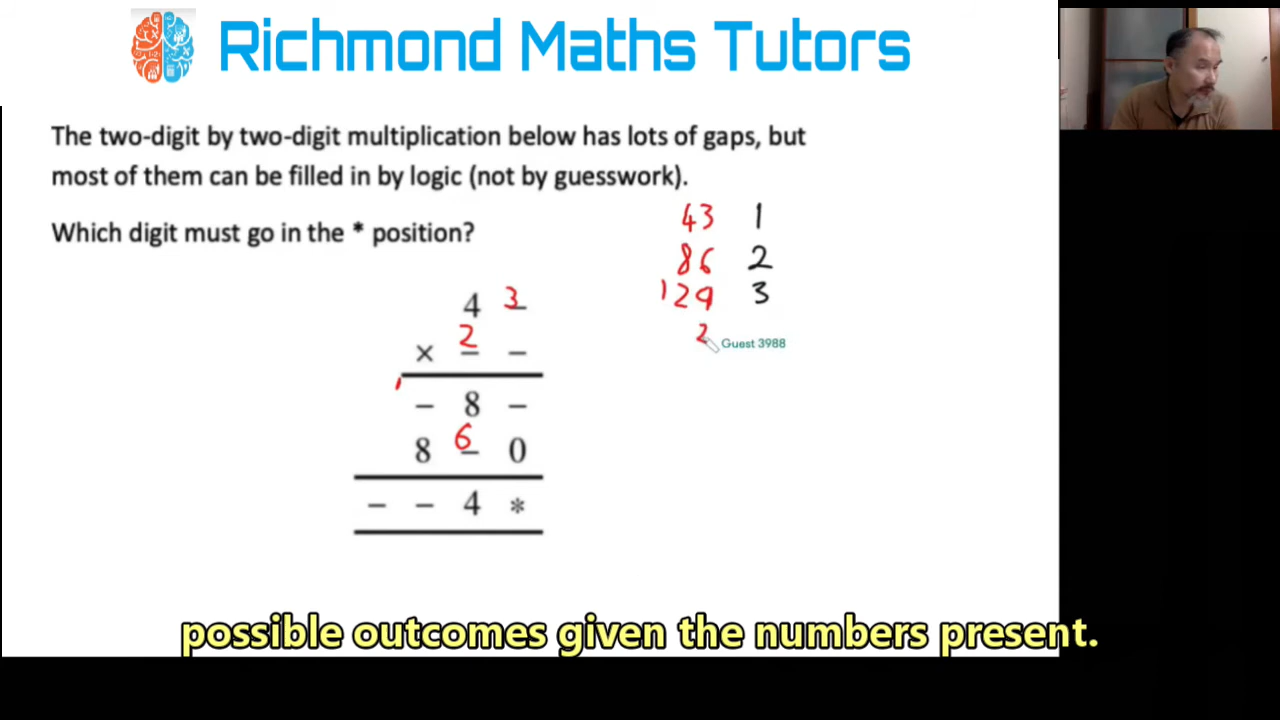 Richmond Maths Tutors
The two-digit by two-digit multiplication below has lots of gaps, but
most of them can be filled in by logic (not by guesswork).
43 1
Which digit must go in the * position?
86 2
129 3
4 3
2 Guest 3988
× 2 –
1
– 8 –
8 6 0
– – 4 *
possible outcomes given the numbers present.